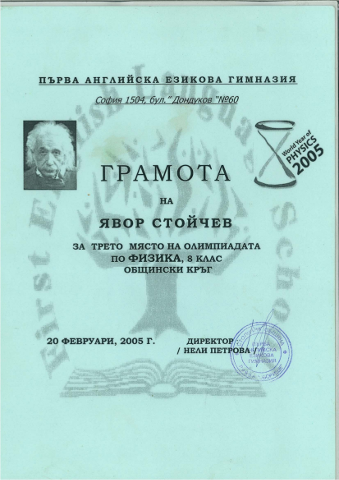 ПЪРВА АНГЛИЙСКА ЕЗИКОВА ГИМНАЗИЯ
София 1504, бул." Дондуков "№60
World Year of
PHYSICS
2005
ГРАМОТА
НА
ЯВОР СТОЙЧЕВ
ЗА ТРЕТО МЯСТО НА ОЛИМПИАДАТА
ПО ФИЗИКА, 8 КЛАС
ОБЩИНСКИ КРЪГ
20 ФЕВРУАРИ, 2005 Г.
ДИРЕКТОР
/ НЕЛИ ПЕТРОВА
First English Language School